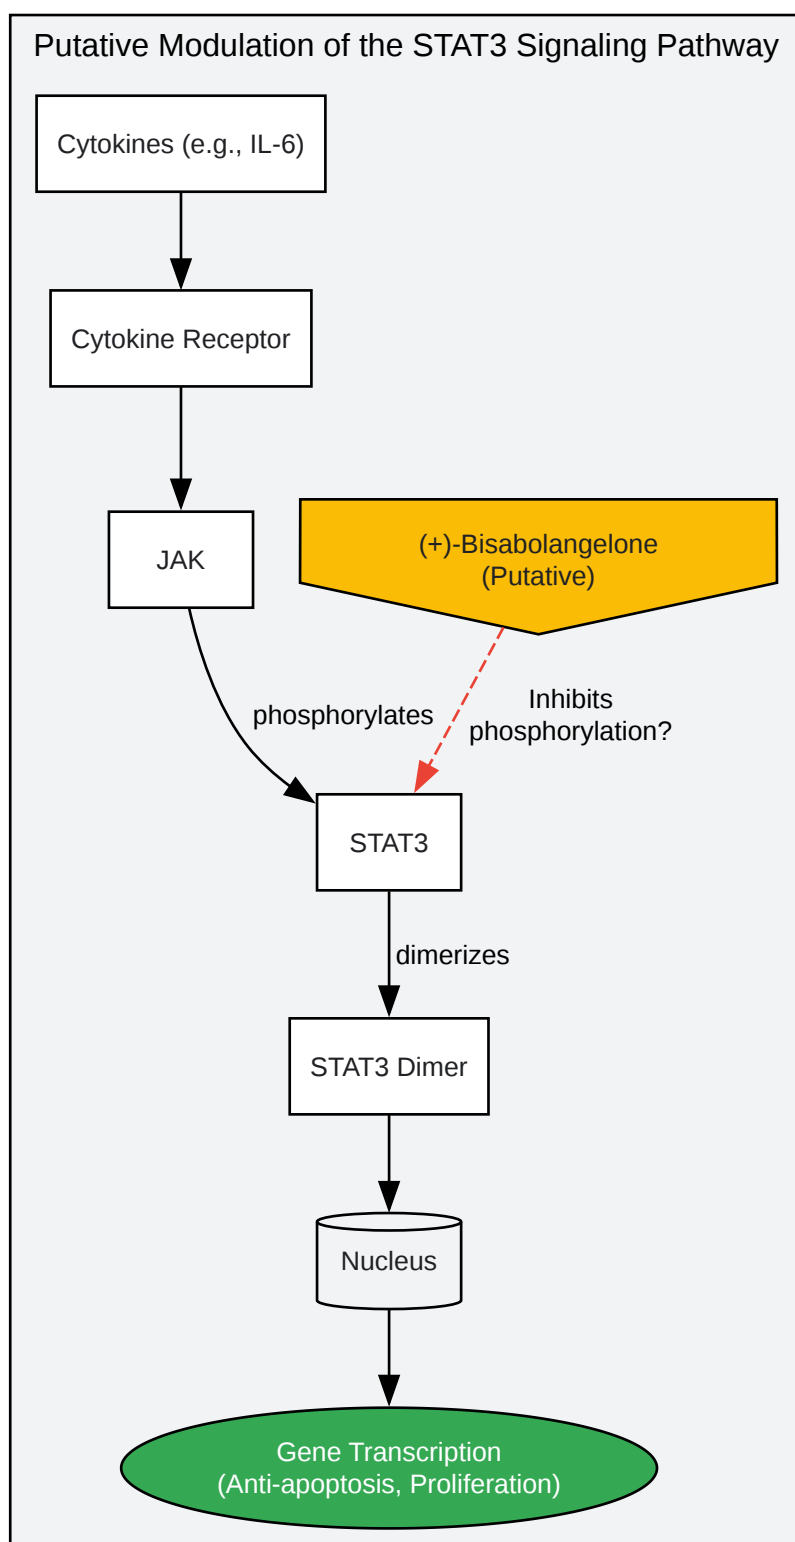 Putative Modulation of the STAT3 Signaling Pathway
Cytokines (e.g., IL-6)
Cytokine Receptor
JAK
(+)-Bisabolangelone
(Putative)
phosphorylates
Inhibits
phosphorylation?
STAT3
dimerizes
STAT3 Dimer
Nucleus
Gene Transcription
(Anti-apoptosis, Proliferation)